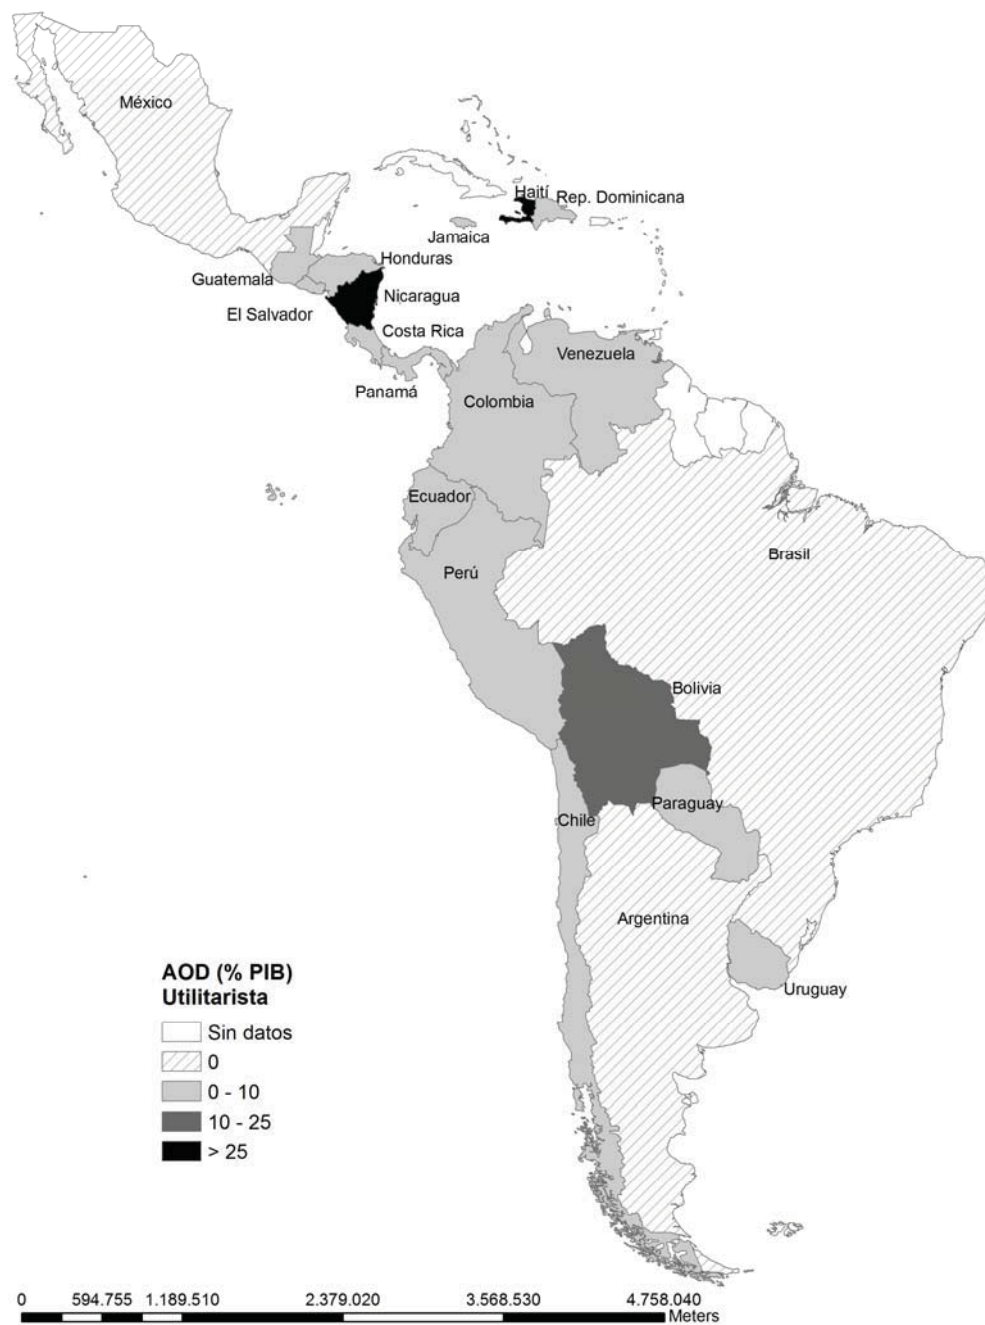 México
Haití
Rep. Dominicana
Jamaica
Honduras
Guatemala
Nicaragua
El Salvador
Costa Rica
Venezuela
Panamá
Colombia
Ecuador
Brasil
Perú
Bolivia
Paraguay
Chile
Argentina
Uruguay
AOD (% PIB)
Utilitarista
Sin datos
0
0 - 10
10 - 25
> 25
0 594.755 1.189.510 2.379.020 3.568.530 4.758.040
Meters